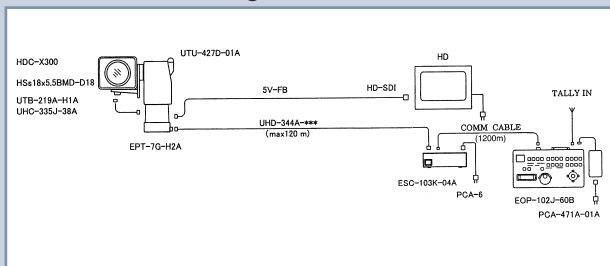 HDC-X300
HSs18x5.5BMD-D18
UTB-219A-H1A
UHC-335J-38A
UTU-427D-01A
EPT-7G-H2A
5V-FB
HD-SDI
HD
UHD-344A-***
(max120 m)
COMM CABLE
(1200m)
TALLY IN
ESC-103K-04A
PCA-6
EOP-102J-60B
PCA-471A-01A